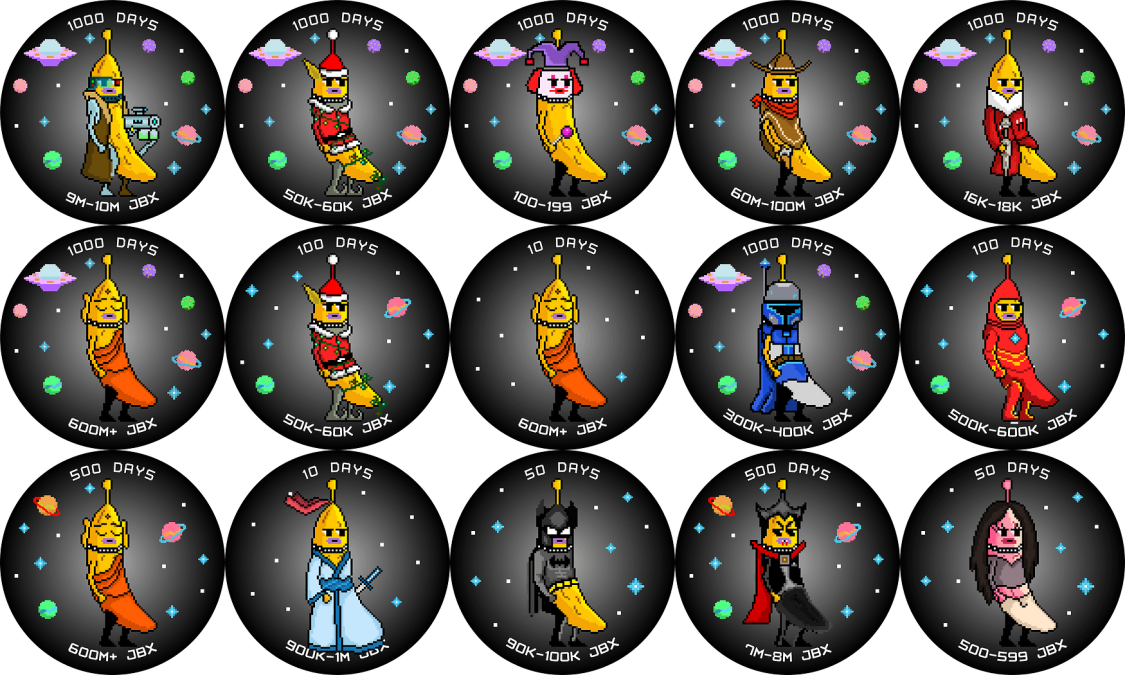 1000 DAYS
9M-10M JBX
1000 DAYS
50K-60K JBX
1000 DAYS
100-199 JBX
1000 DAYS
60M-100M JBX
1000 DAYS
16K-18K JBX
1000 DAYS
600M+ JBX
100 DAYS
50K-60K JBX
10 DAYS
600M+ JBX
1000 DAYS
300K-400K JBX
100 DAYS
500K-600K JBX
500 DAYS
600M+ JBX
10 DAYS
900K-1M JBX
50 DAYS
90K-100K JBX
500 DAYS
7M-8M JBX
50 DAYS
500-599 JBX